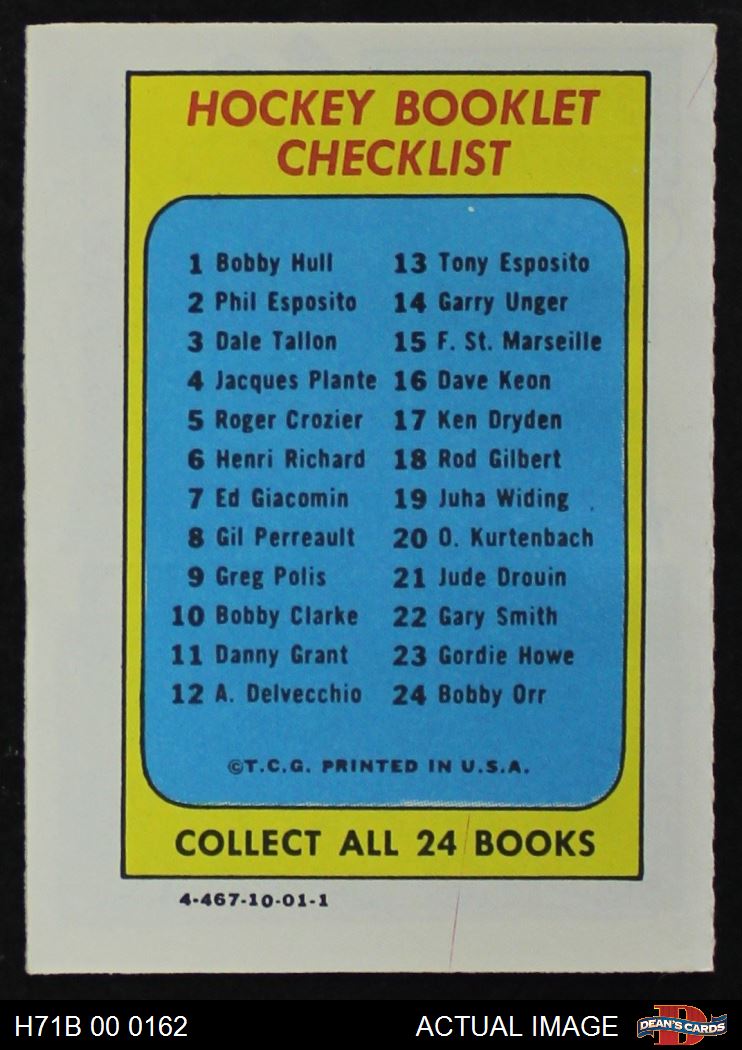 HOCKEY BOOKLET
CHECKLIST
1 Bobby Hull
2 Phil Esposito
3 Dale Tallon
4 Jacques Plante
5 Roger Crozier
6 Henri Richard
7 Ed Giacomin
8 Gil Perreault
9 Greg Polis
10 Bobby Clarke
11 Danny Grant
12 A. Delvecchio
13 Tony Esposito
14 Garry Unger
15 F. St. Marseille
16 Dave Keon
17 Ken Dryden
18 Rod Gilbert
19 Juha Widing
20 O. Kurtenbach
21 Jude Drouin
22 Gary Smith
23 Gordie Howe
24 Bobby Orr
©T.C.G. PRINTED IN U.S.A.
COLLECT ALL 24 BOOKS
4-467-10-01-1
H71B 00 0162
ACTUAL IMAGE
D
DEAN'S CARDS